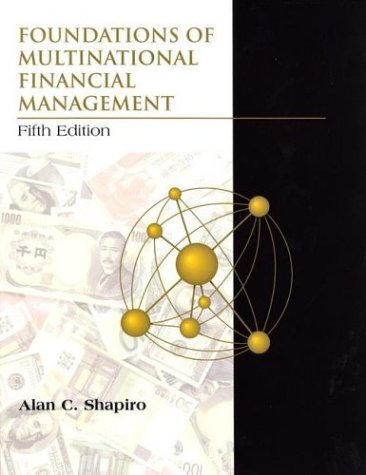 FOUNDATIONS OF
MULTINATIONAL
FINANCIAL
MANAGEMENT
Fifth Edition
Alan C. Shapiro